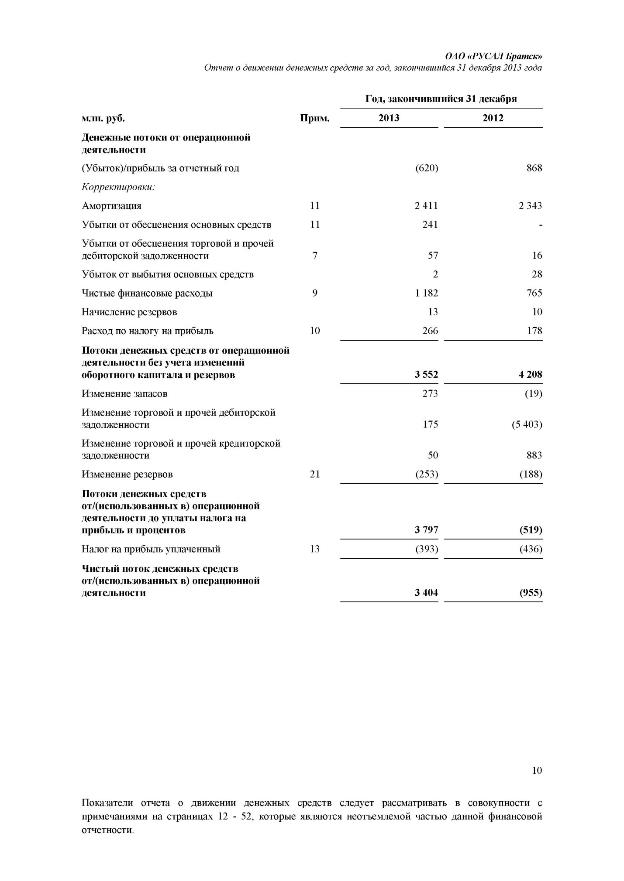 ОАО «РУСАЛ Братск»
Отчет о движении денежных средств за год, закончившийся 31 декабря 2013 года
Год, закончившийся 31 декабря
млн. руб. Прим. 2013 2012
Денежные потоки от операционной
деятельности
(Убыток)/прибыль за отчетный год (620) 868
Корректировки:
Амортизация 11 2 411 2 343
Убытки от обесценения основных средств 11 241 -
Убытки от обесценения торговой и прочей
дебиторской задолженности 7 57 16
Убыток от выбытия основных средств 2 28
Чистые финансовые расходы 9 1 182 765
Начисление резервов 13 10
Расход по налогу на прибыль 10 266 178
Потоки денежных средств от операционной
деятельности без учета изменений
оборотного капитала и резервов 3 552 4 208
Изменение запасов 273 (19)
Изменение торговой и прочей дебиторской
задолженности 175 (5 403)
Изменение торговой и прочей кредиторской
задолженности 50 883
Изменение резервов 21 (253) (188)
Потоки денежных средств
от/(использованных в) операционной
деятельности до уплаты налога на
прибыль и процентов 3 797 (519)
Налог на прибыль уплаченный 13 (393) (436)
Чистый поток денежных средств
от/(использованных в) операционной
деятельности 3 404 (955)
10
Показатели отчета о движении денежных средств следует рассматривать в совокупности с
примечаниями на страницах 12 - 52, которые являются неотъемлемой частью данной финансовой
отчетности.